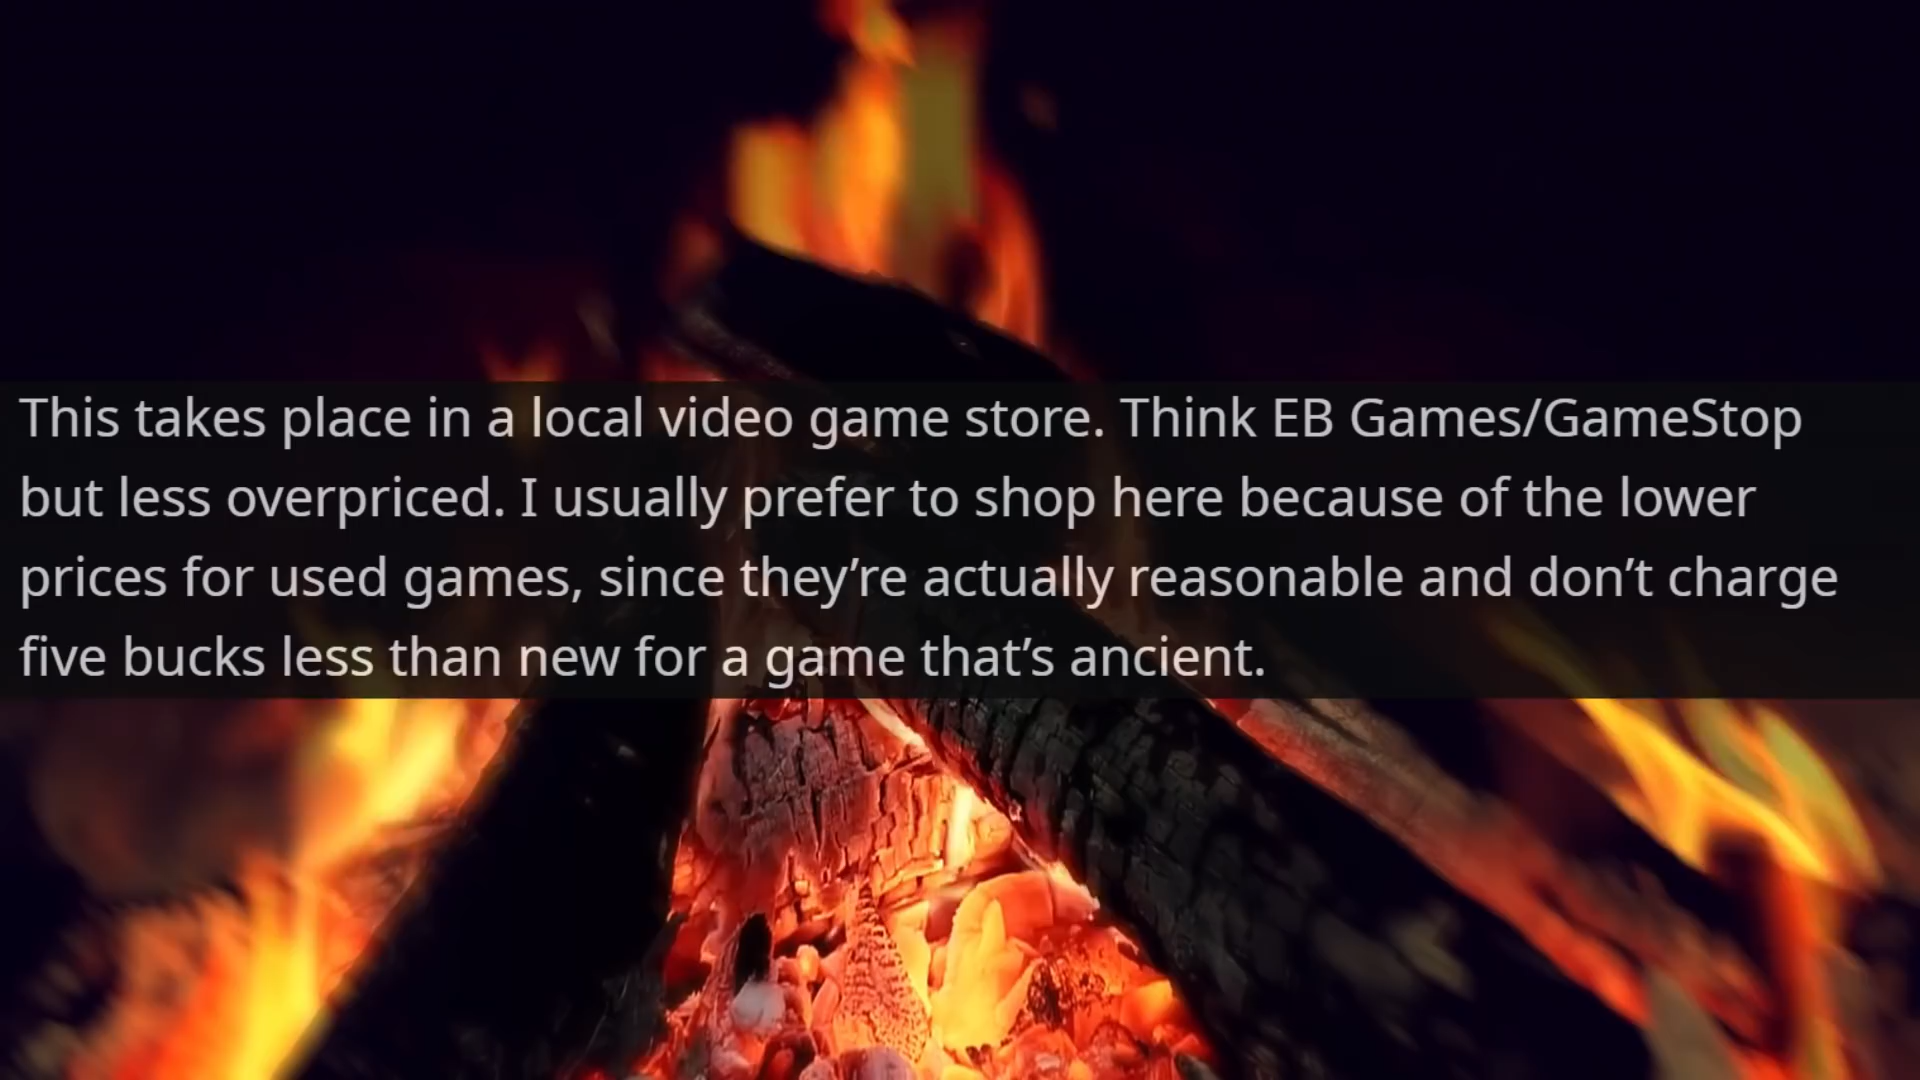 This takes place in a local video game store. Think EB Games/GameStop
but less overpriced. I usually prefer to shop here because of the lower
prices for used games, since they’re actually reasonable and don’t charge
five bucks less than new for a game that’s ancient.